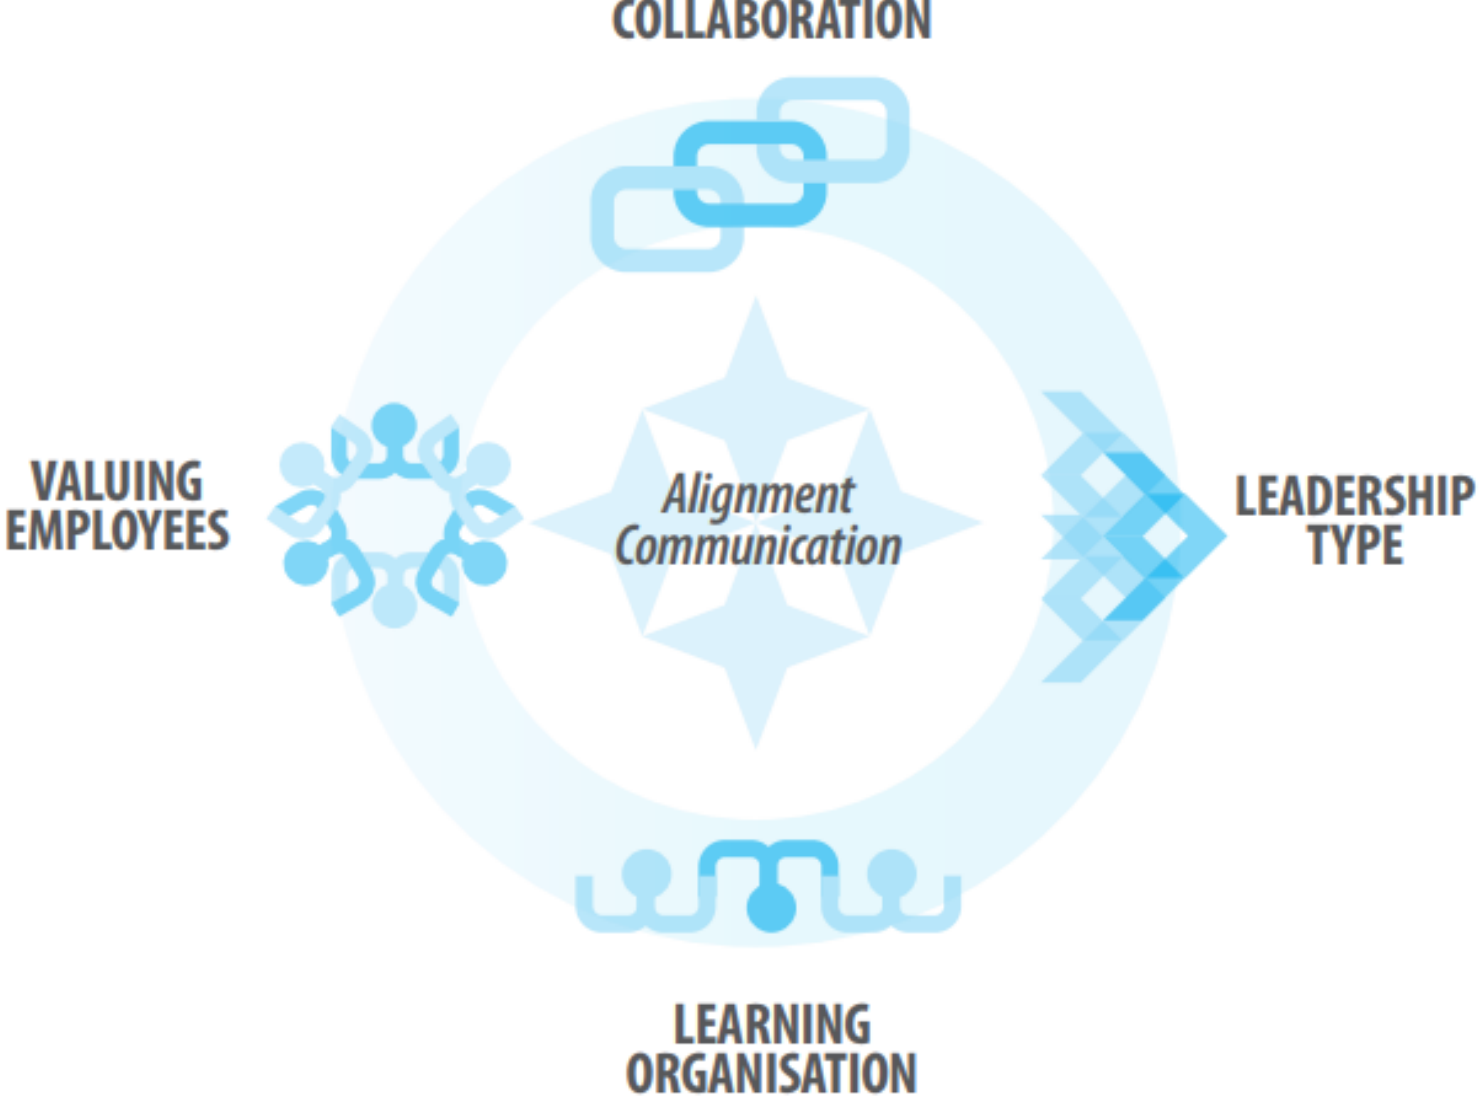 COLLABORATION
VALUING
EMPLOYEES
Alignment
Communication
LEADERSHIP
TYPE
LEARNING
ORGANISATION